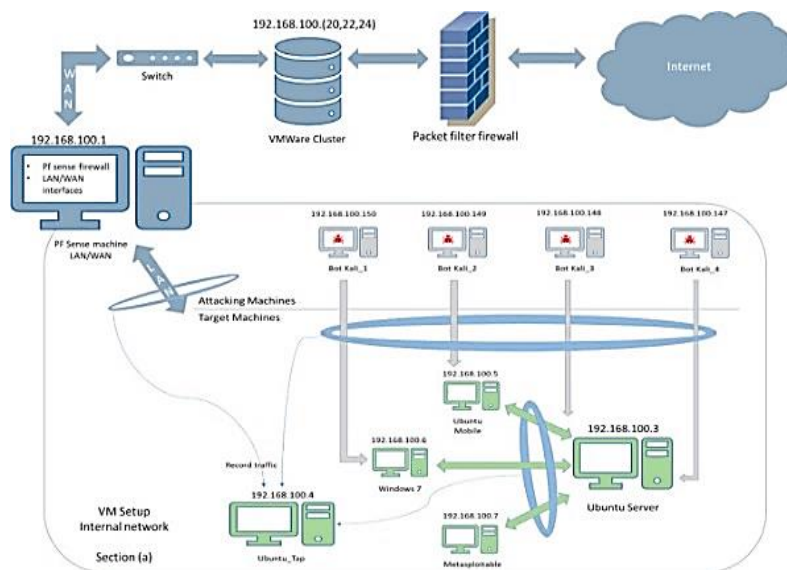 192.168.100.(20,22,24)
WAN
Switch
VMWare Cluster
Packet filter firewall
Internet
192.168.100.1
• Pf sense firewall
• LAN/WAN
interfaces
PF Sense machine
LAN/WAN
LAN
192.168.100.150
192.168.100.149
192.168.100.148
192.168.100.147
Bot Kali_1
Bot Kali_2
Bot Kali_3
Bot Kali_4
Attacking Machines
Target Machines
192.168.100.5
Ubuntu
Mobile
192.168.100.3
Ubuntu Server
192.168.100.6
Windows 7
Record traffic
192.168.100.4
Ubuntu_Tap
192.168.100.7
Metasploitable
VM Setup
Internal network
Section (a)